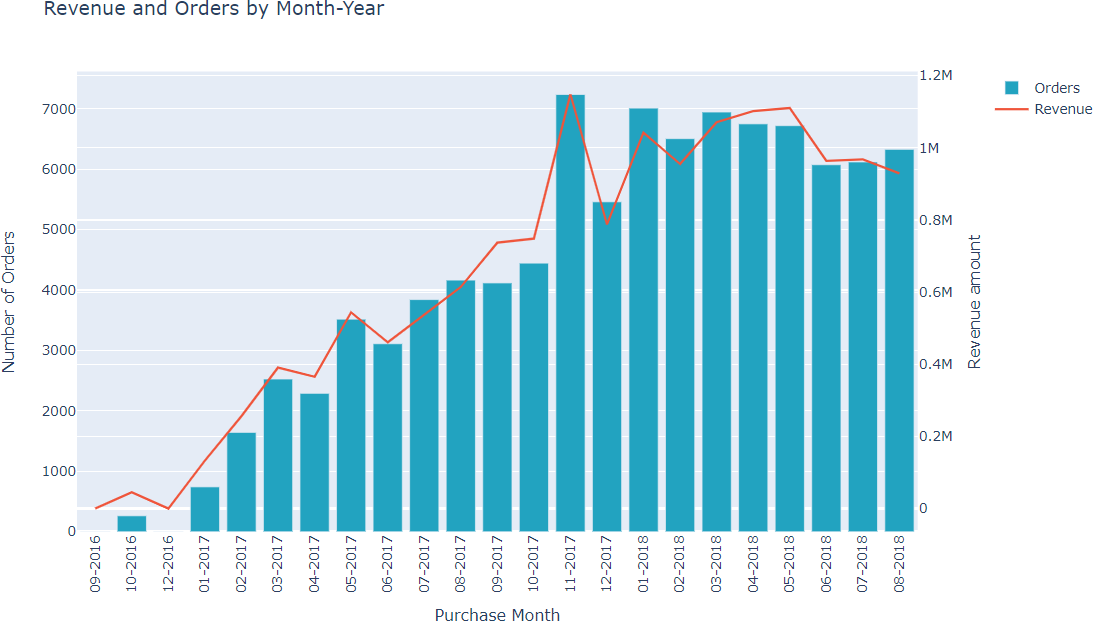 Revenue and Orders by Month-Year
Orders
Revenue
Number of Orders
7000
6000
5000
4000
3000
2000
1000
0
1.2M
1M
0.8M
0.6M
0.4M
0.2M
0
Revenue amount
09-2016
10-2016
12-2016
01-2017
02-2017
03-2017
04-2017
05-2017
06-2017
07-2017
08-2017
09-2017
10-2017
11-2017
12-2017
01-2018
02-2018
03-2018
04-2018
05-2018
06-2018
07-2018
08-2018
Purchase Month